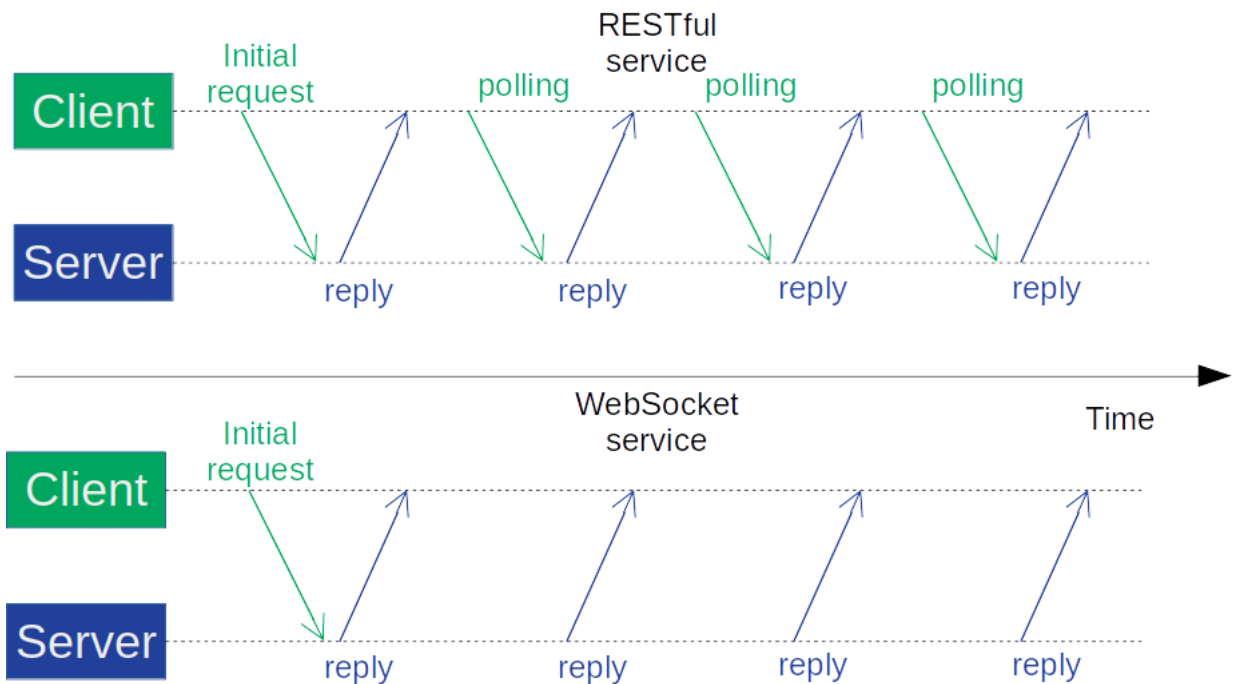 RESTful
service
Initial
request
polling
polling
polling
Client
Server
reply
reply
reply
reply
WebSocket
service
Time
Initial
request
Client
Server
reply
reply
reply
reply